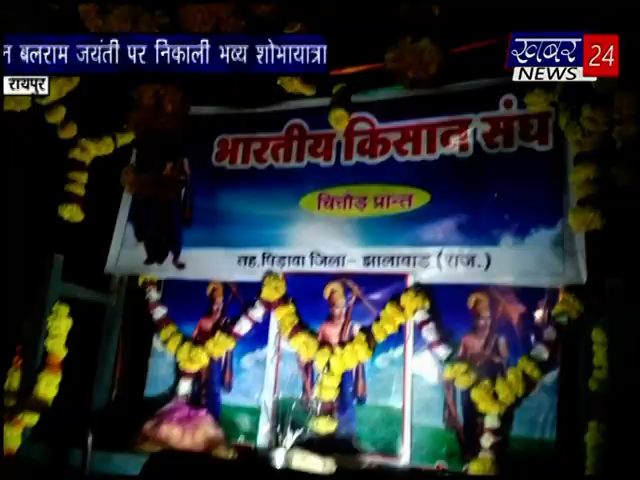 न बलराम जयंती पर निकाली भव्य शोभायात्रा
रायपुर
खबर 24
NEWS
भारतीय किसान संघ
चित्तौड़ प्रान्त
तह.पिड़ावा जिला- झालावाड़ (राज.)